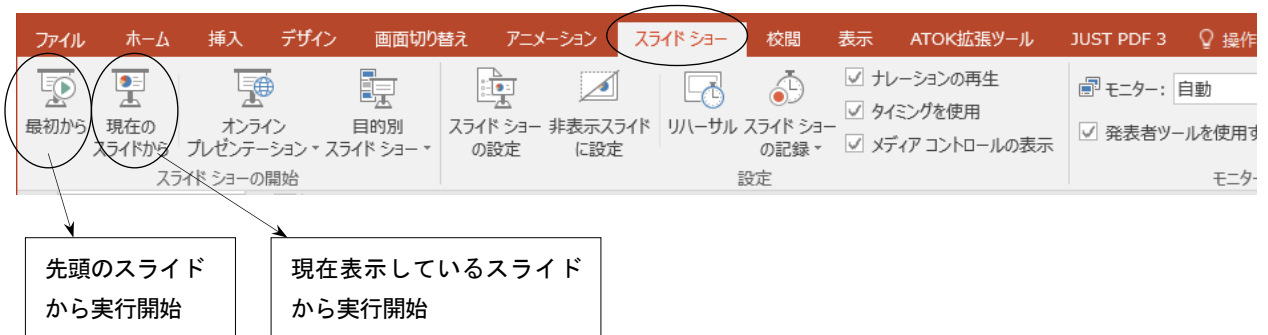 ファイル ホーム 挿入 デザイン 画面切り替え アニメーション スライド ショー 校閲 表示 ATOK拡張ツール JUST PDF 3 操作
最初から
現在の
スライドから
オンライン
プレゼンテーション
目的別
スライド ショー
スライド ショー
の設定
非表示スライド
に設定
リハーサル
スライド ショー
の記録
ナレーションの再生
タイミングを使用
メディア コントロールの表示
モニター: 自動
発表者ツールを使用す
スライド ショーの開始
設定
モニター
先頭のスライド
から実行開始
現在表示しているスライド
から実行開始